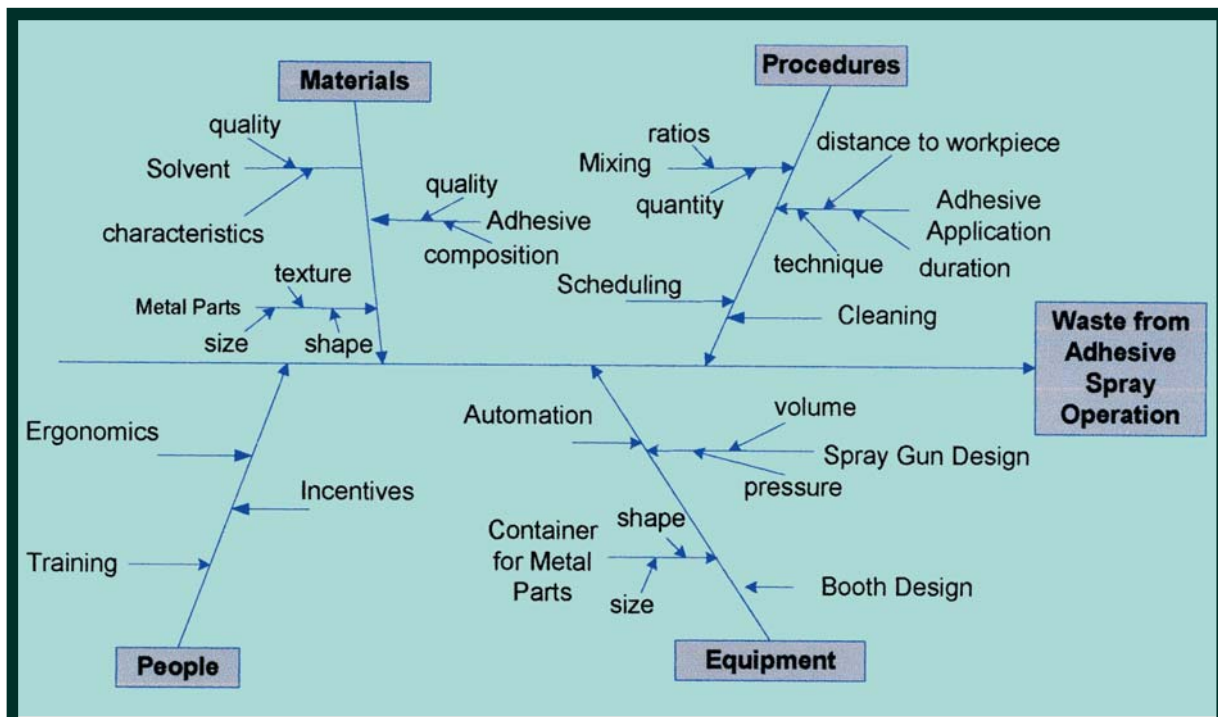 Materials
quality
Solvent
characteristics
quality
Adhesive
composition
texture
Metal Parts
size
shape
Procedures
ratios
Mixing
quantity
distance to workpiece
Adhesive
Application
technique
duration
Scheduling
Cleaning
Waste from
Adhesive
Spray
Operation
Ergonomics
Incentives
Training
People
Automation
volume
Spray Gun Design
pressure
shape
Container
for Metal
Parts
size
Booth Design
Equipment